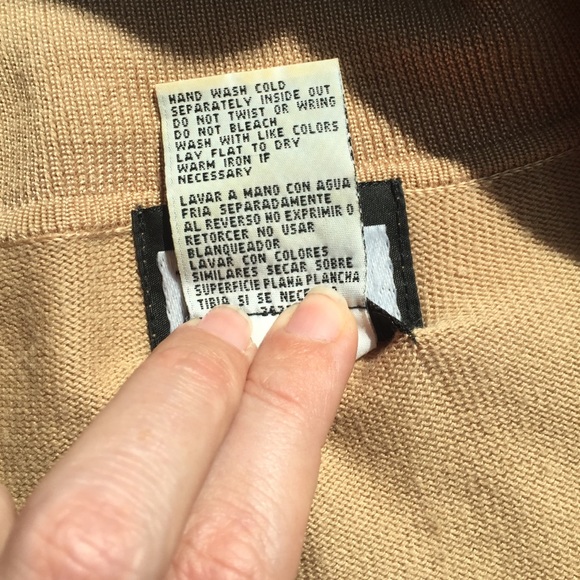 HAND WASH COLD
SEPARATELY INSIDE OUT
DO NOT TWIST OR WRING
DO NOT BLEACH
WASH WITH LIKE COLORS
LAY FLAT TO DRY
WARM IRON IF
NECESSARY
LAVAR A MANO CON AGUA
FRIA SEPARADAMENTE
AL REVERSO NO EXPRIMIR O
RETORCER NO USAR
BLANQUEADOR
LAVAR CON COLORES
SIMILARES SECAR SOBRE
SUPERFICIE PLANA PLANCHA
TIBIA SI SE